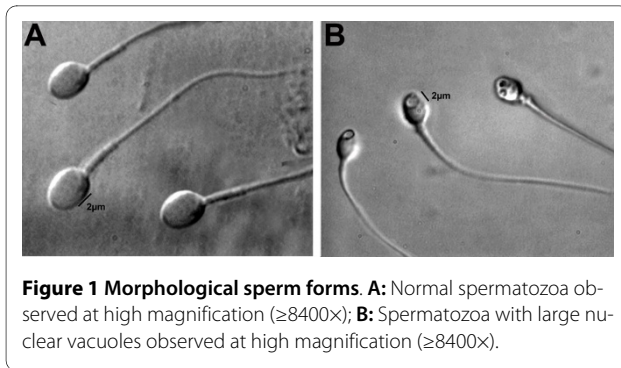 A
B
2µm
2µm
Figure 1 Morphological sperm forms. A: Normal spermatozoa ob-
served at high magnification (≥8400×); B: Spermatozoa with large nu-
clear vacuoles observed at high magnification (≥8400×).